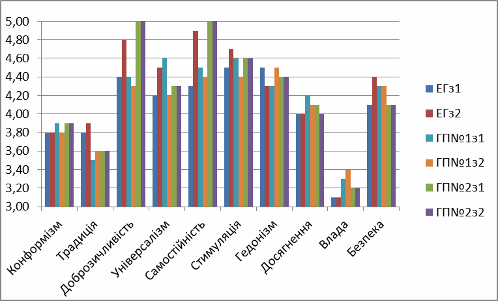 5,00
4,80
4,60
4,40
4,20
4,00
3,80
3,60
3,40
3,20
3,00
Конформізм
Традиція
Доброзичливість
Універсалізм
Самостійність
Стимуляція
Гедонізм
Досягнення
Влада
Безпека
ЕГз1
ЕГз2
ГП№1з1
ГП№1з2
ГП№2з1
ГП№2з2